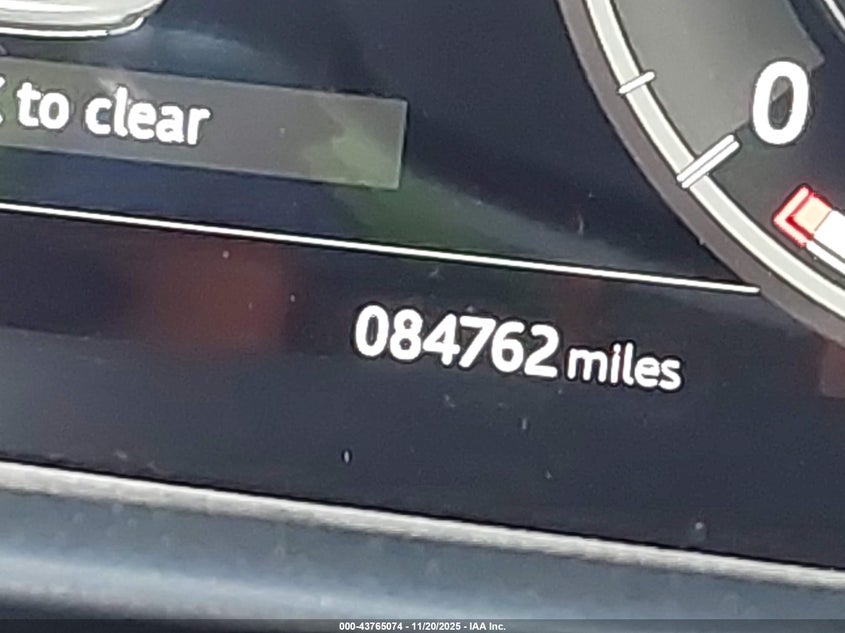 to clear
0
084762 miles
000-43765074 - 11/20/2025 - IAA Inc.